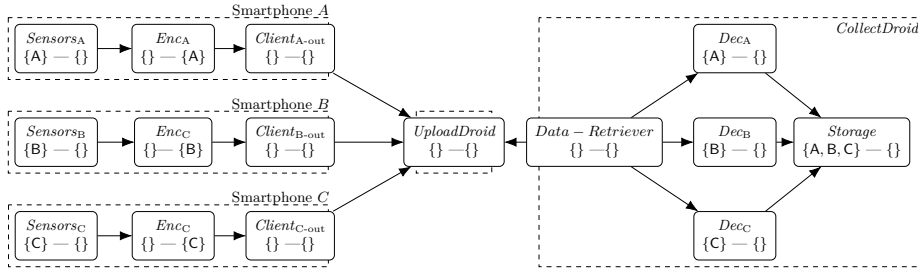 Smartphone A
Sensors_A
{A} — {}
Enc_A
{} — {A}
Client_A-out
{} —{}
Smartphone B
Sensors_B
{B} — {}
Enc_C
{}— {B}
Client_B-out
{} —{}
Smartphone C
Sensors_C
{C} — {}
Enc_C
{} — {C}
Client_C-out
{} —{}
UploadDroid
{} —{}
CollectDroid
Data − Retriever
{} —{}
Dec_A
{A} — {}
Dec_B
{B} — {}
Dec_C
{C} — {}
Storage
{A, B, C} — {}